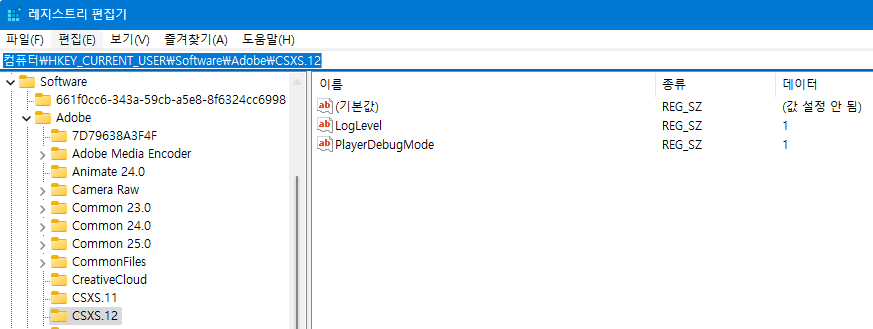 레지스트리 편집기
파일(F) 편집(E) 보기(V) 즐겨찾기(A) 도움말(H)
컴퓨터₩HKEY_CURRENT_USER₩Software₩Adobe₩CSXS.12
Software
661f0cc6-343a-59cb-a5e8-8f6324cc6998
Adobe
7D79638A3F4F
Adobe Media Encoder
Animate 24.0
Camera Raw
Common 23.0
Common 24.0
Common 25.0
CommonFiles
CreativeCloud
CSXS.11
CSXS.12
이름 종류 데이터
ab (기본값) REG_SZ (값 설정 안 됨)
ab LogLevel REG_SZ 1
ab PlayerDebugMode REG_SZ 1